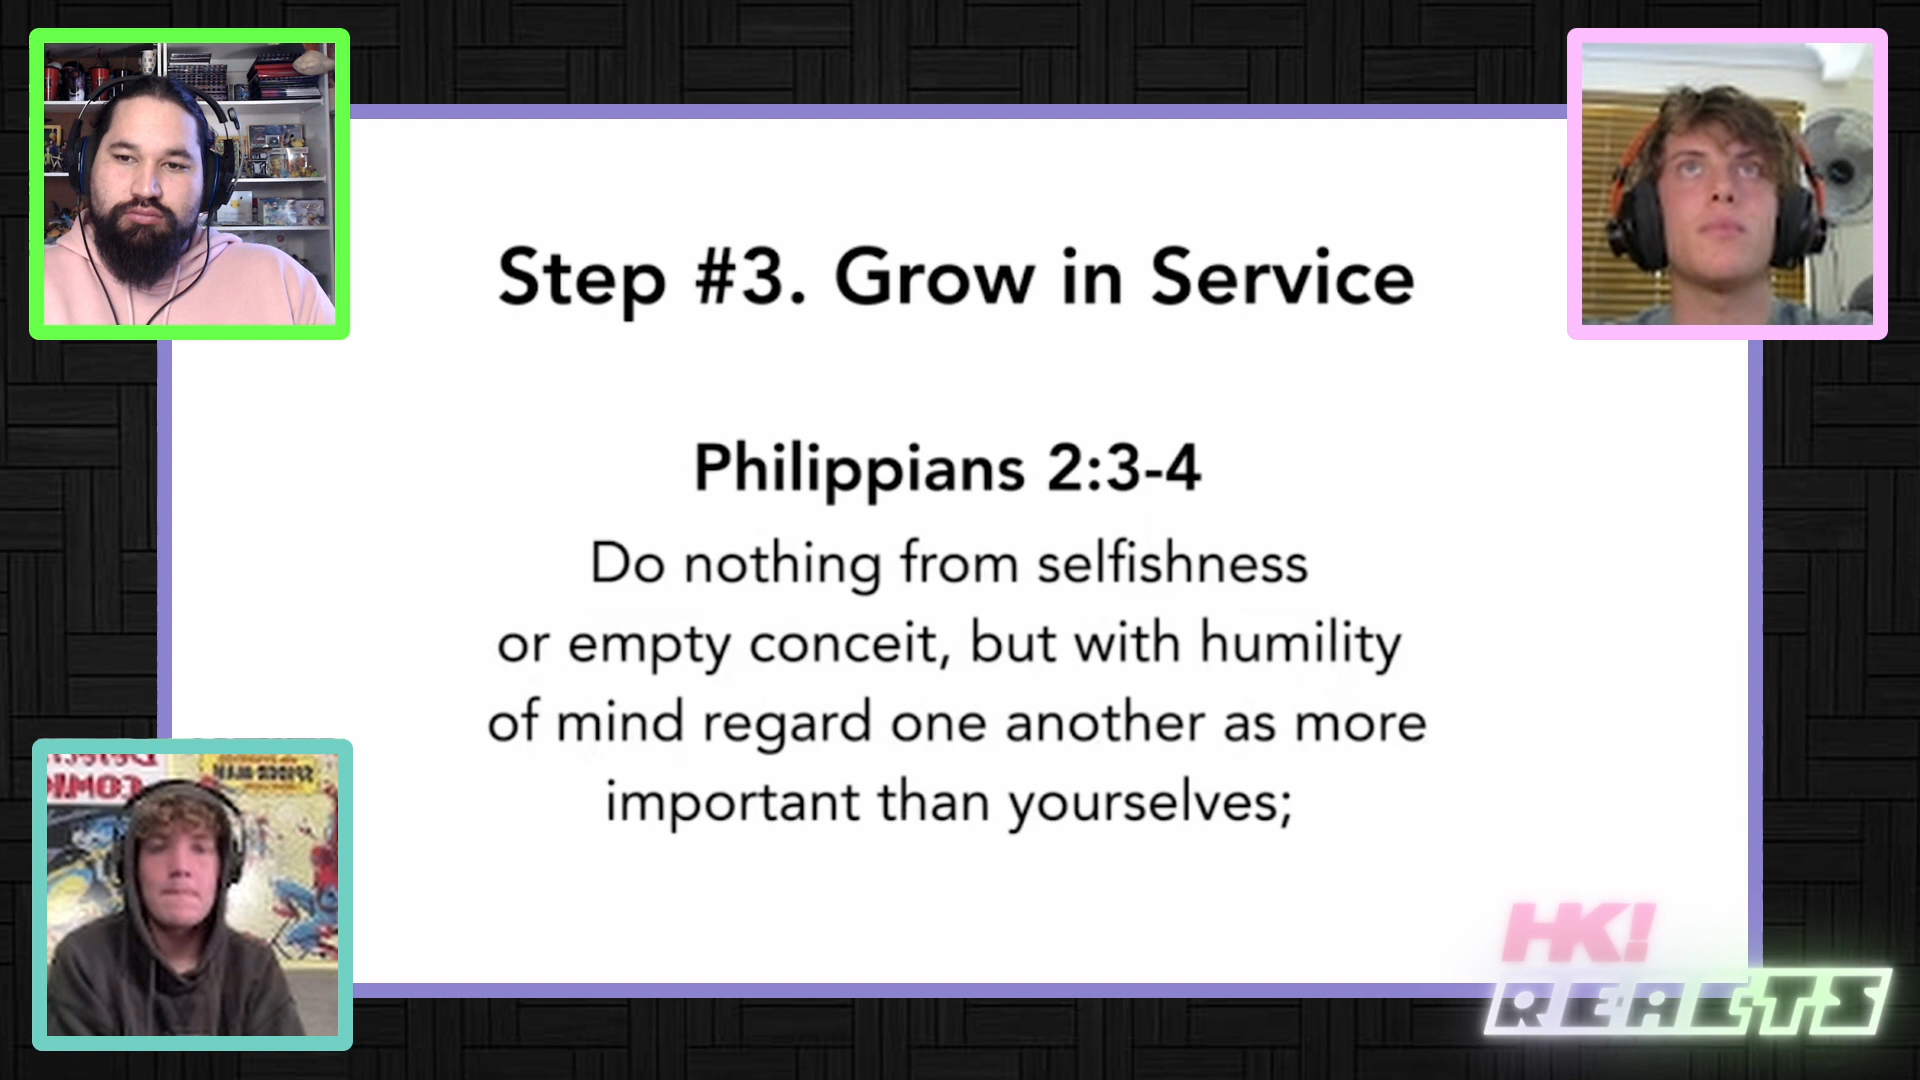 Step #3. Grow in Service
Philippians 2:3-4
Do nothing from selfishness
or empty conceit, but with humility
of mind regard one another as more
important than yourselves;
HK!
REACTS